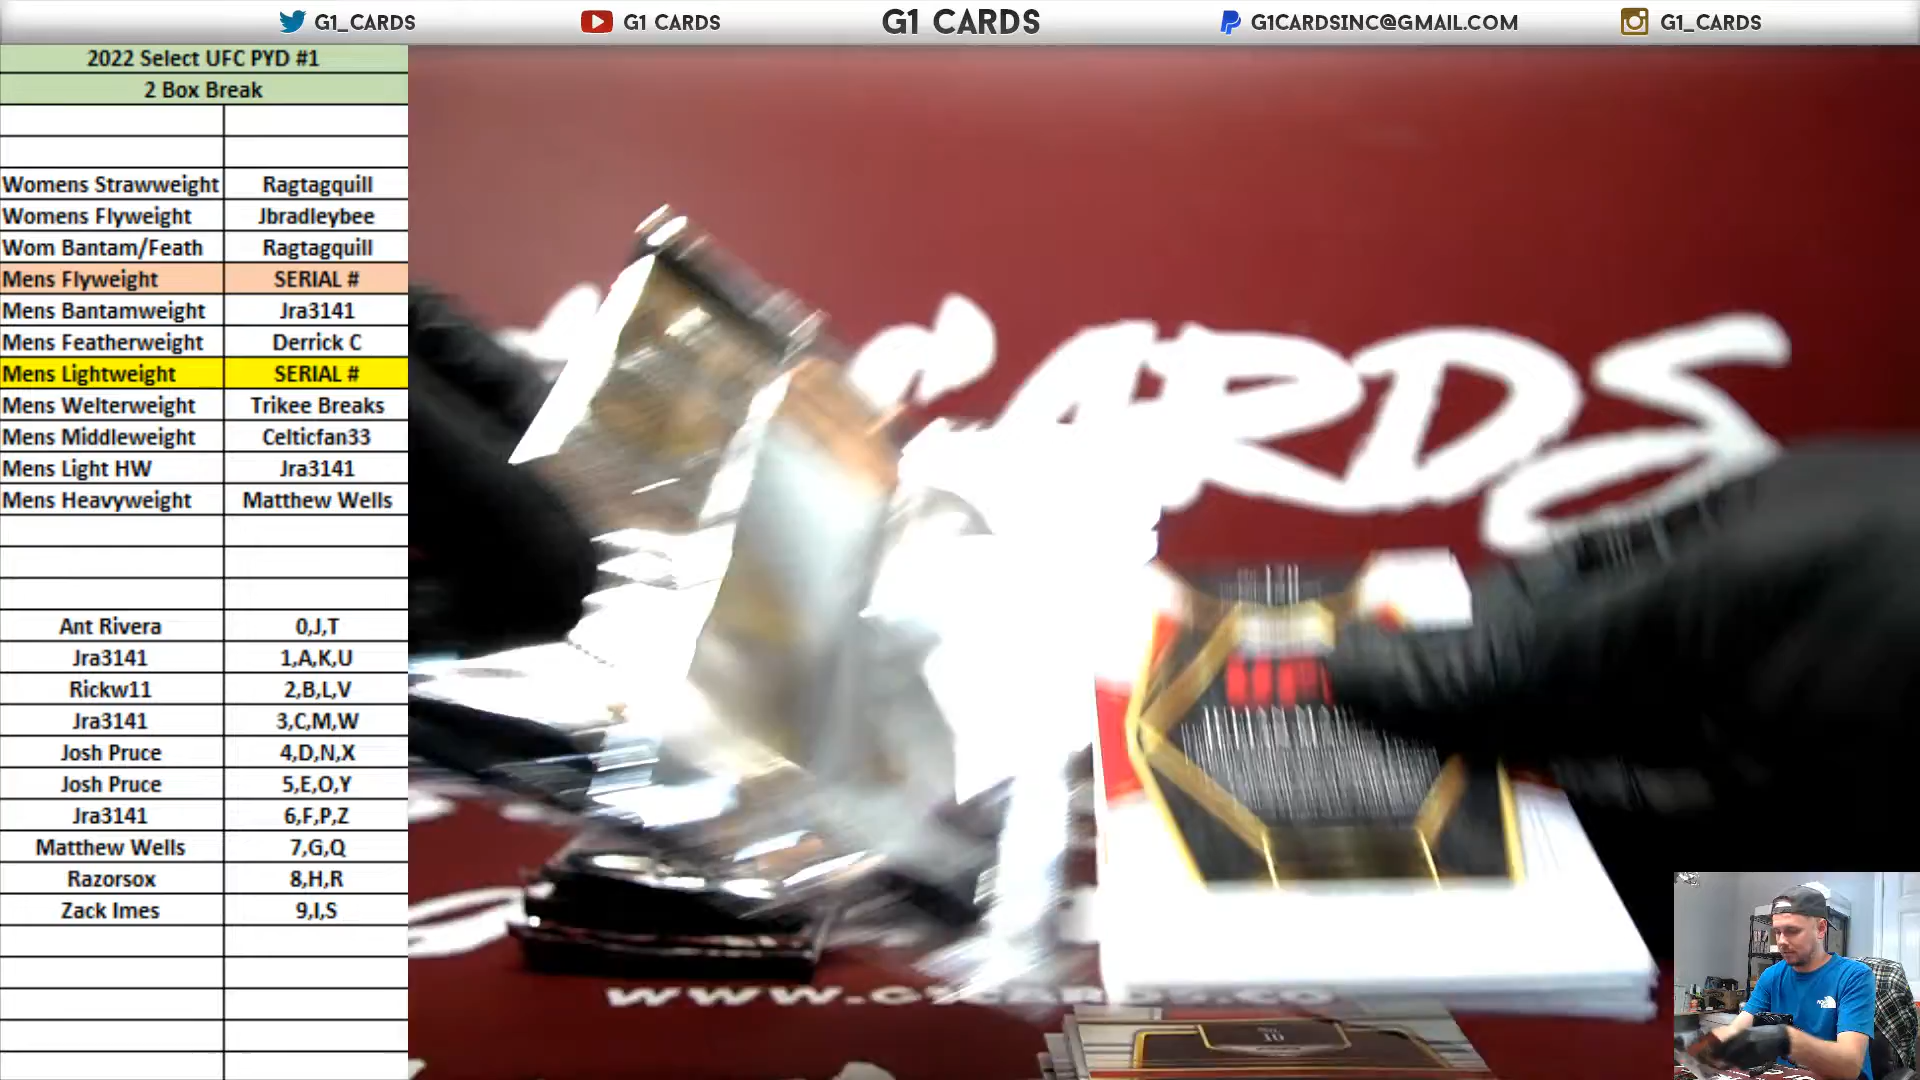 G1_CARDS G1 CARDS G1 CARDS G1CARDSINC@GMAIL.COM G1_CARDS
2022 Select UFC PYD #1
2 Box Break
Womens Strawweight Ragtagquill
Womens Flyweight Jbradleybee
Wom Bantam/Feath Ragtagquill
Mens Flyweight SERIAL #
Mens Bantamweight Jra3141
Mens Featherweight Derrick C
Mens Lightweight SERIAL #
Mens Welterweight Trikee Breaks
Mens Middleweight Celticfan33
Mens Light HW Jra3141
Mens Heavyweight Matthew Wells
Ant Rivera 0,J,T
Jra3141 1,A,K,U
Rickw11 2,B,L,V
Jra3141 3,C,M,W
Josh Pruce 4,D,N,X
Josh Pruce 5,E,O,Y
Jra3141 6,F,P,Z
Matthew Wells 7,G,Q
Razorsox 8,H,R
Zack Imes 9,I,S
CARDS
WWW.G1CARDS.CO